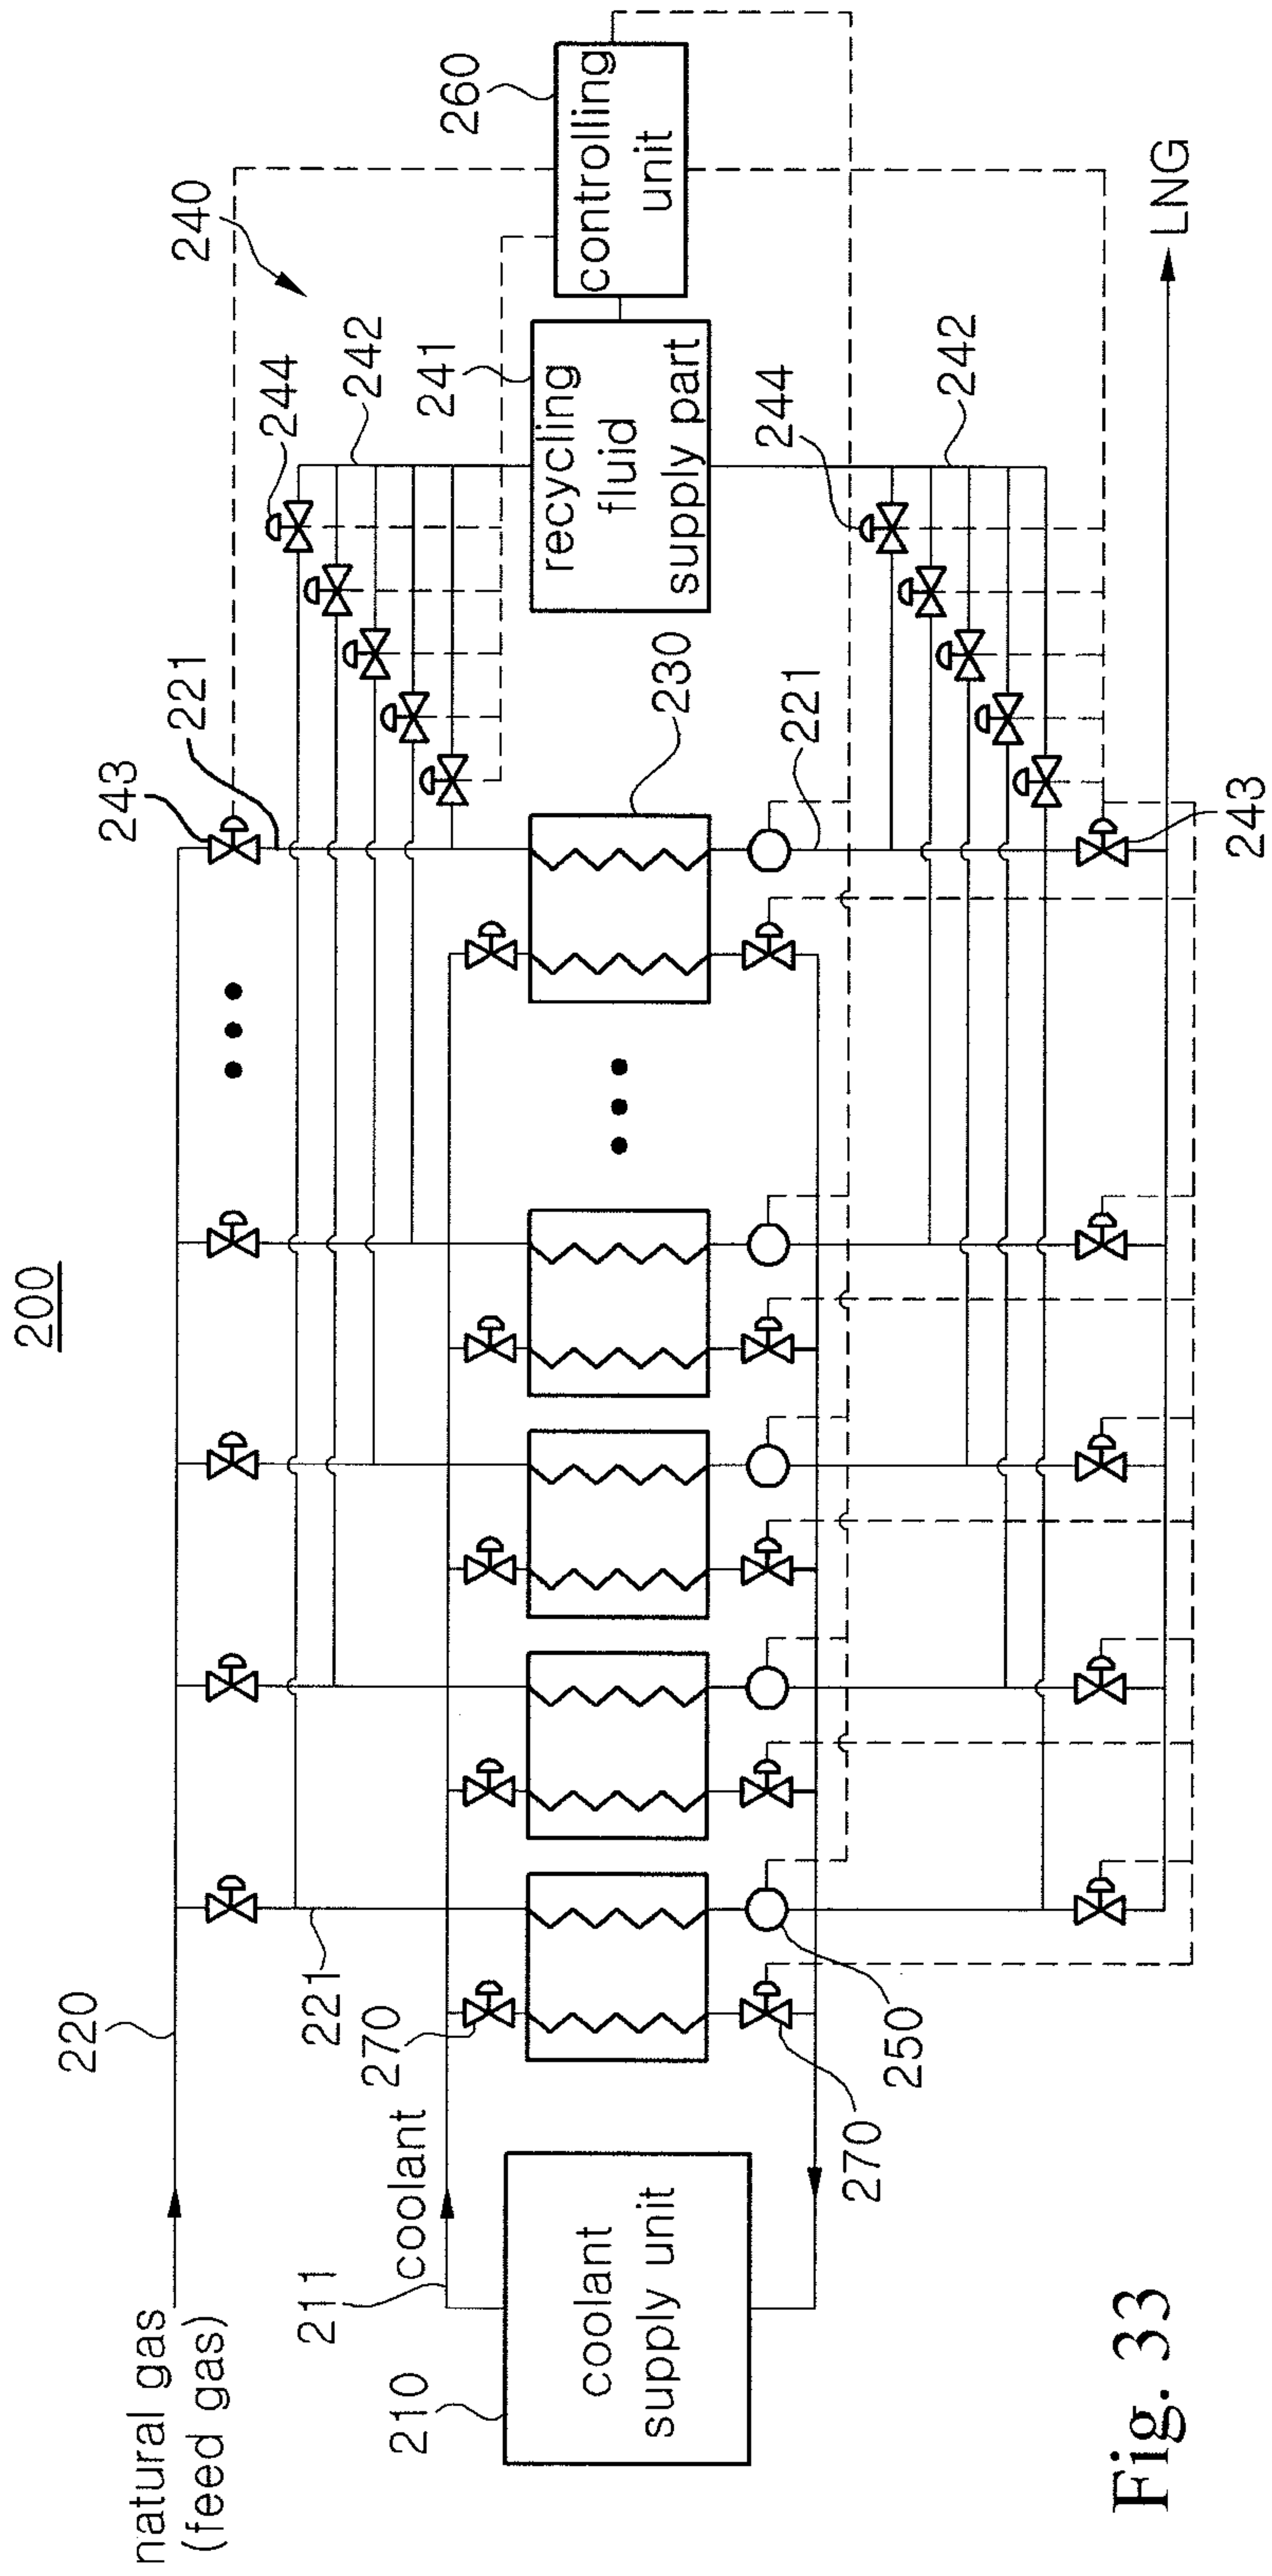 200
220
243
natural gas
(feed gas)
221
240
244
211
221
242
270
210
coolant
241
260
coolant
supply unit
recycling
fluid
supply part
controlling
unit
230
244
221
270
250
242
LNG
243
Fig. 33